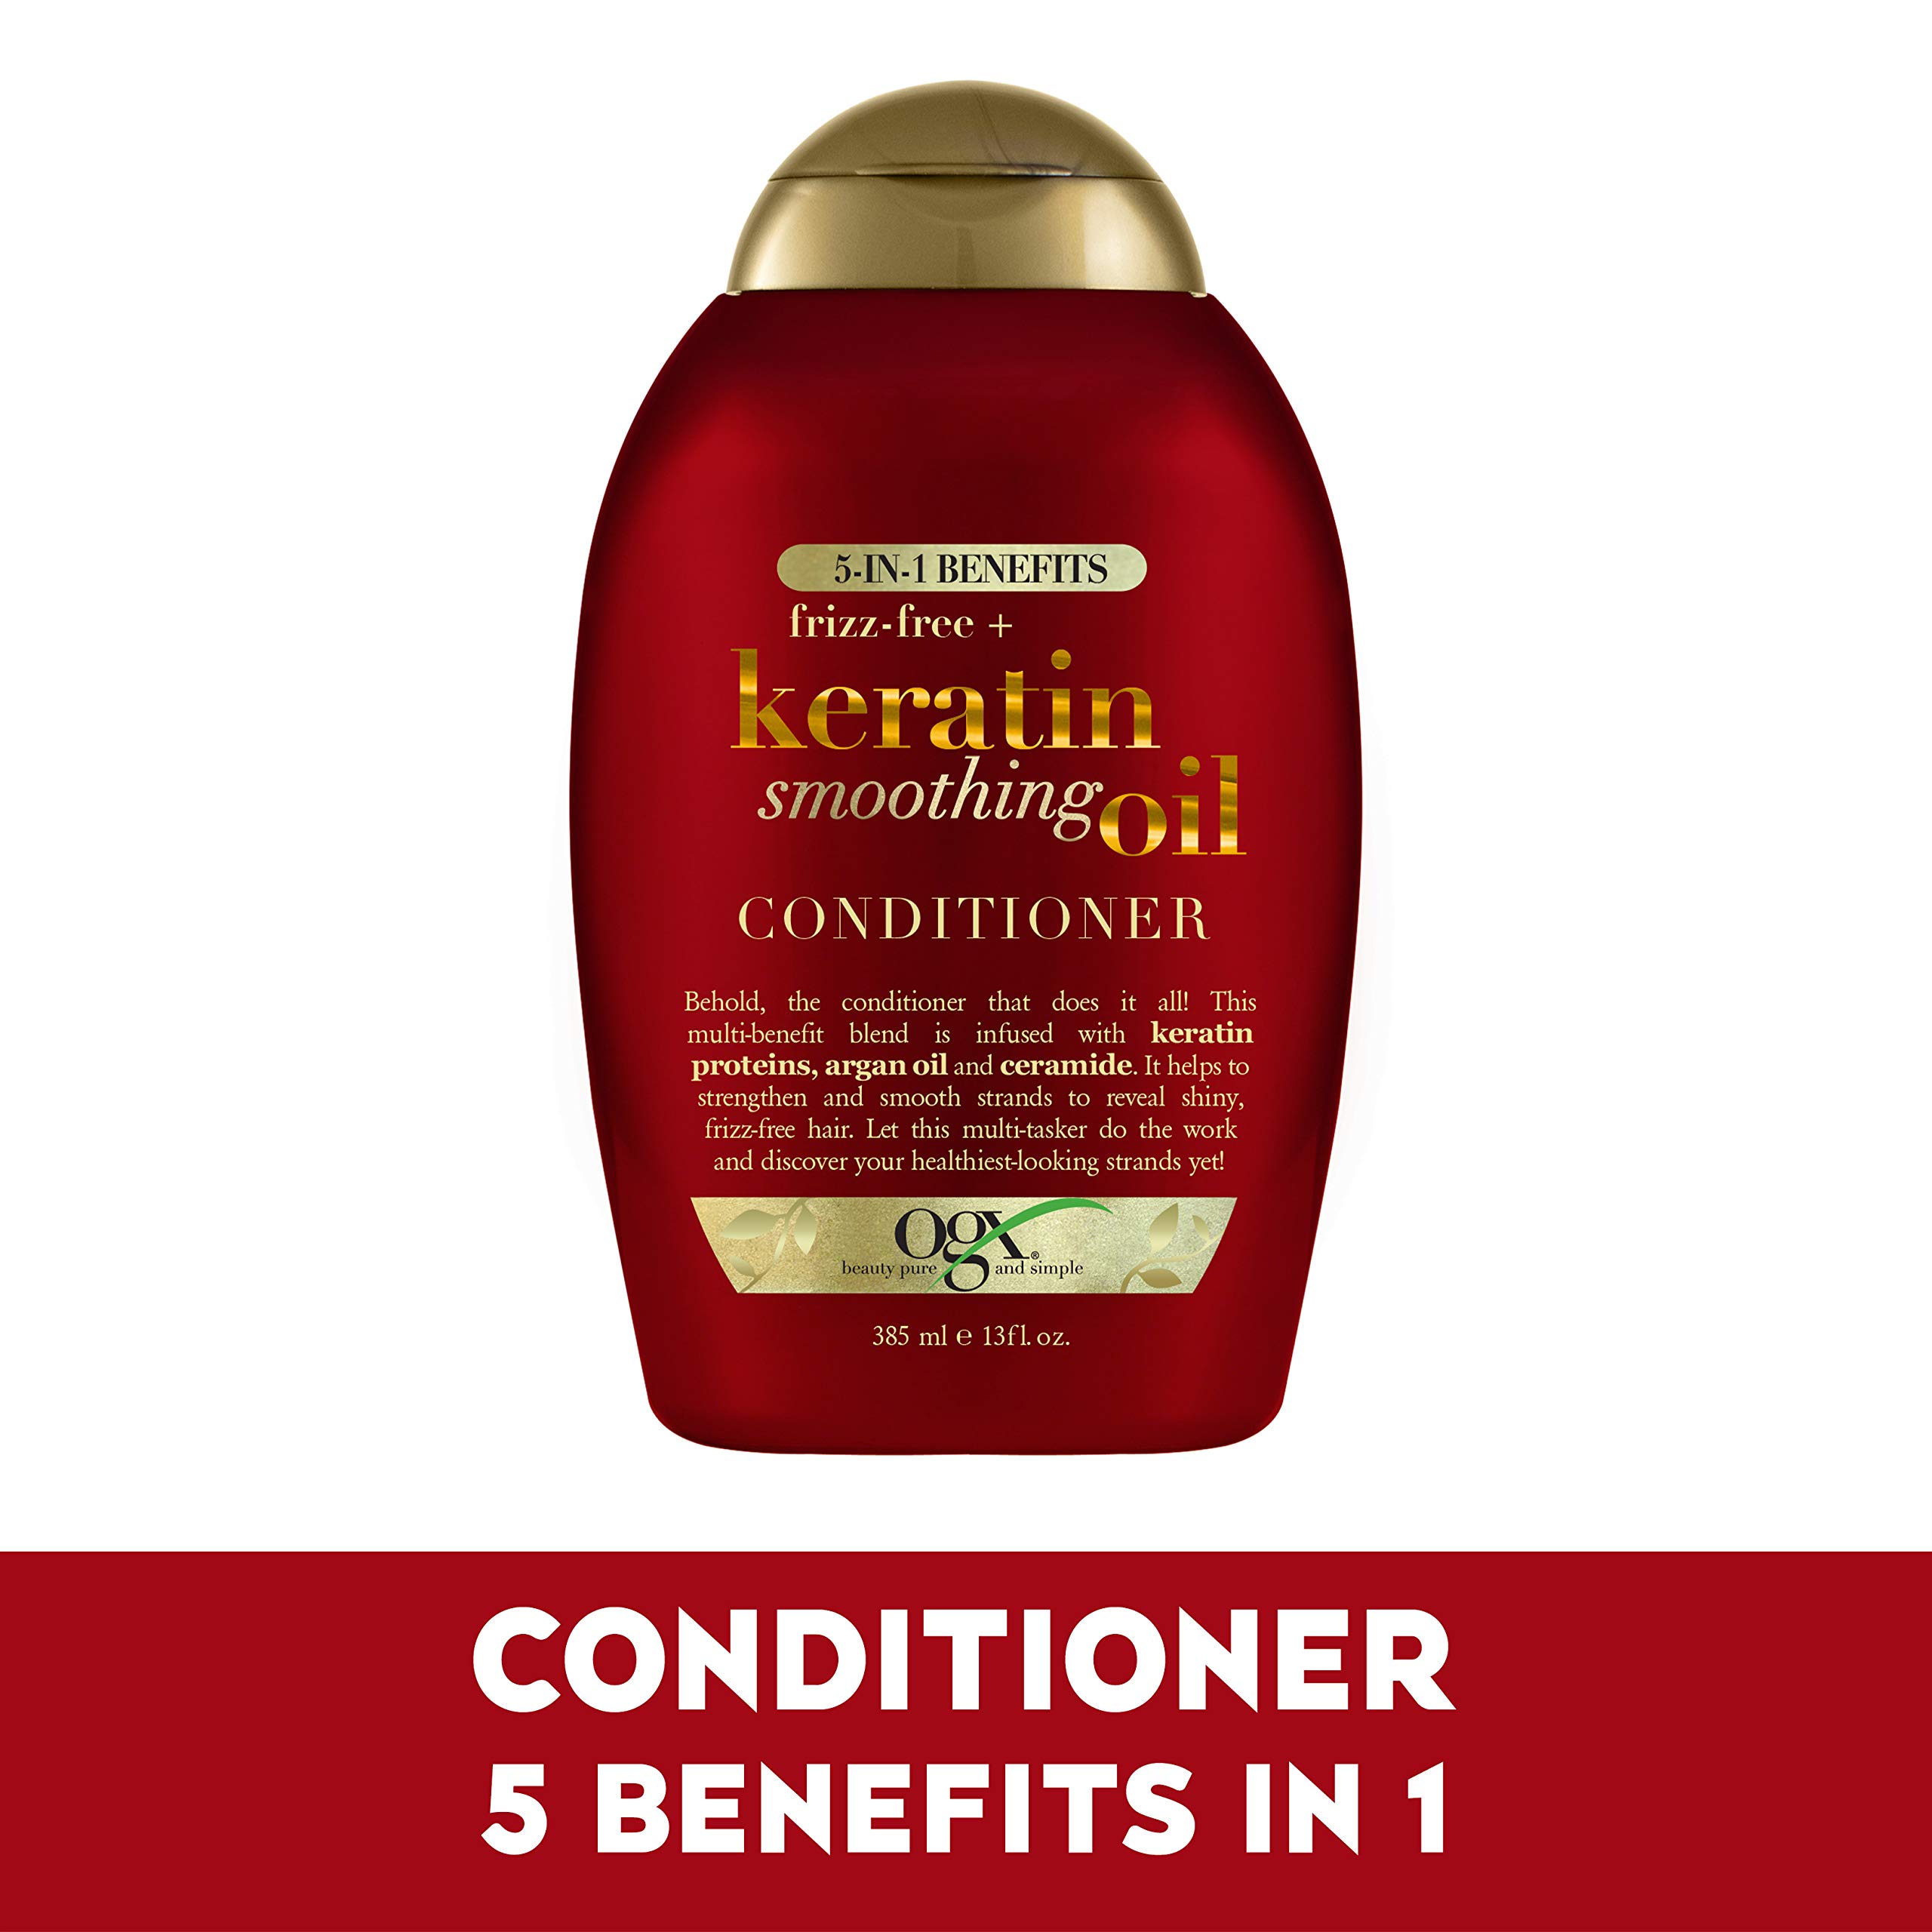 5-IN-1 BENEFITS
frizz-free +
keratin
smoothing oil
CONDITIONER
Behold, the conditioner that does it all! This
multi-benefit blend is infused with keratin
proteins, argan oil and ceramide. It helps to
strengthen and smooth strands to reveal shiny,
frizz-free hair. Let this multi-tasker do the work
and discover your healthiest-looking strands yet!
ogx®
beauty pure and simple
385 ml ℮ 13fl. oz.
CONDITIONER
5 BENEFITS IN 1